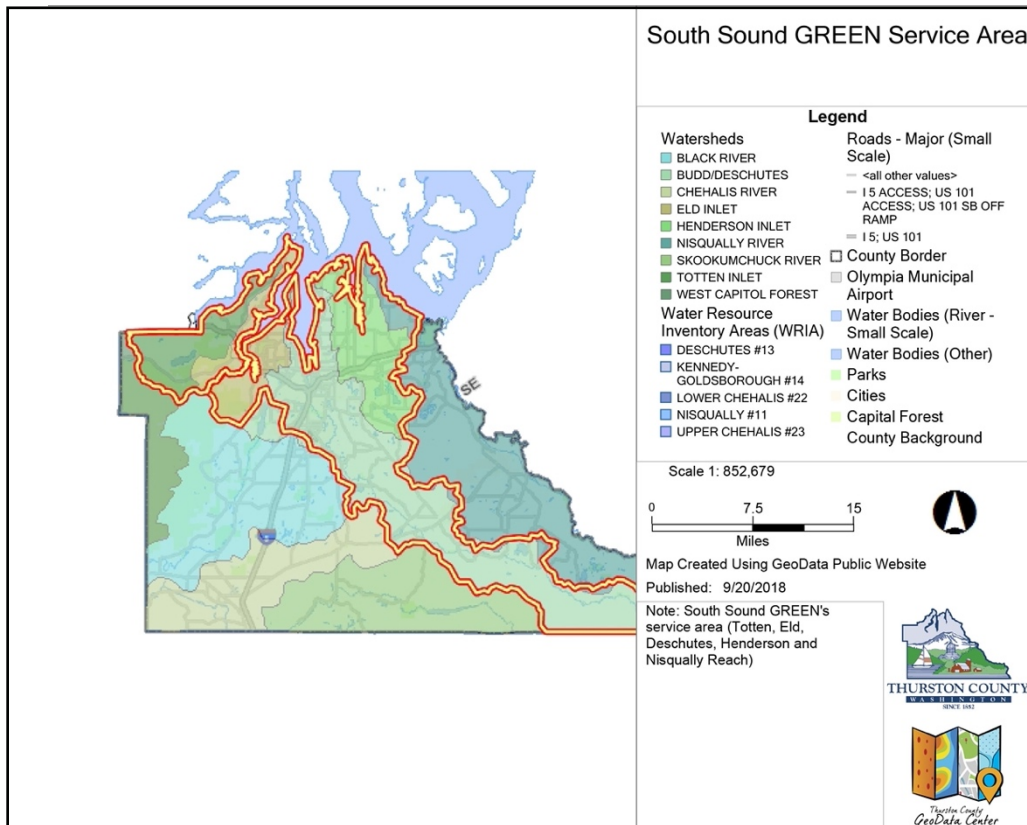 South Sound GREEN Service Area
Legend
Watersheds
BLACK RIVER
BUDD/DESCHUTES
CHEHALIS RIVER
ELD INLET
HENDERSON INLET
NISQUALLY RIVER
SKOOKUMCHUCK RIVER
TOTTEN INLET
WEST CAPITOL FOREST
Water Resource
Inventory Areas (WRIA)
DESCHUTES #13
KENNEDY-
GOLDSBOROUGH #14
LOWER CHEHALIS #22
NISQUALLY #11
UPPER CHEHALIS #23
Roads - Major (Small
Scale)
<all other values>
I 5 ACCESS; US 101
ACCESS; US 101 SB OFF
RAMP
I 5; US 101
County Border
Olympia Municipal
Airport
Water Bodies (River -
Small Scale)
Water Bodies (Other)
Parks
Cities
Capital Forest
County Background
SE
Scale 1: 852,679
0 7.5 15
Miles
Map Created Using GeoData Public Website
Published: 9/20/2018
Note: South Sound GREEN's
service area (Totten, Eld,
Deschutes, Henderson and
Nisqually Reach)
THURSTON COUNTY
WASHINGTON
SINCE 1852
Thurston County
GeoData Center